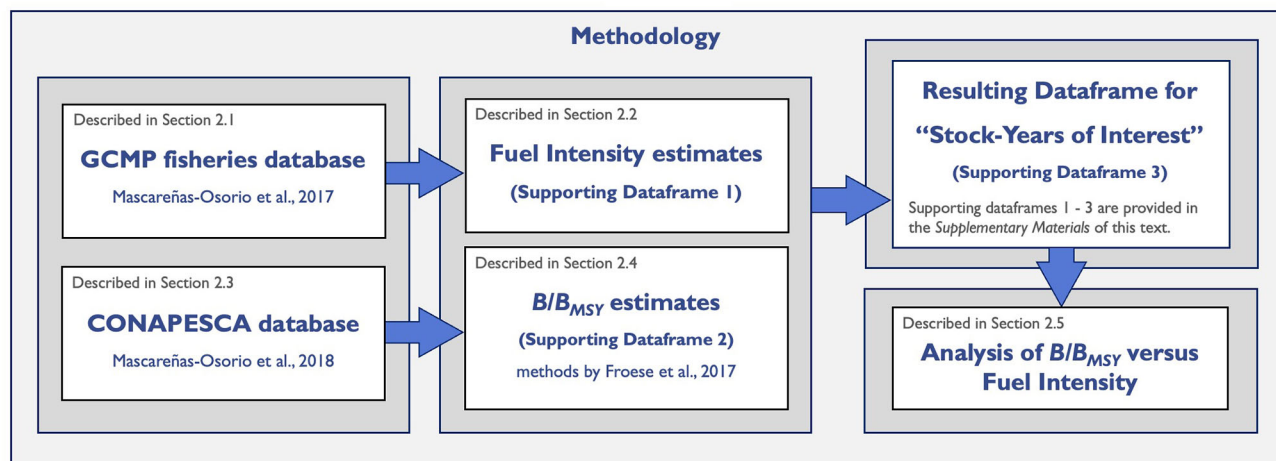 Methodology
Described in Section 2.1
GCMP fisheries database
Mascareñas-Osorio et al., 2017
Described in Section 2.3
CONAPESCA database
Mascareñas-Osorio et al., 2018
Described in Section 2.2
Fuel Intensity estimates
(Supporting Dataframe 1)
Described in Section 2.4
B/BMSY estimates
(Supporting Dataframe 2)
methods by Froese et al., 2017
Resulting Dataframe for
“Stock-Years of Interest”
(Supporting Dataframe 3)
Supporting dataframes 1 - 3 are provided in
the Supplementary Materials of this text.
Described in Section 2.5
Analysis of B/BMSY versus
Fuel Intensity